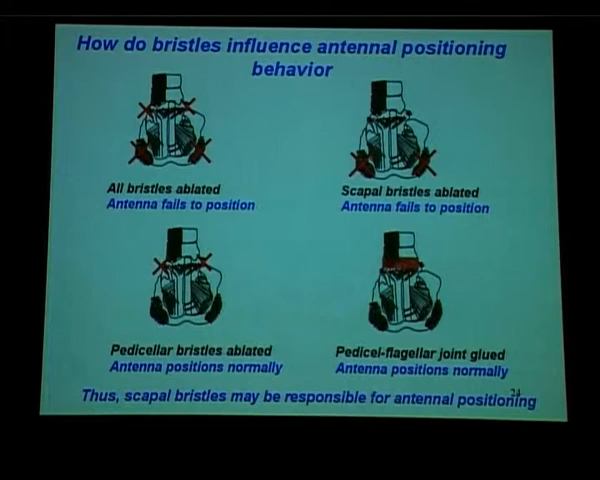 How do bristles influence antennal positioning
behavior
All bristles ablated
Antenna fails to position
Scapal bristles ablated
Antenna fails to position
Pedicellar bristles ablated
Antenna positions normally
Pedicel-flagellar joint glued
Antenna positions normally
Thus, scapal bristles may be responsible for antennal positioning